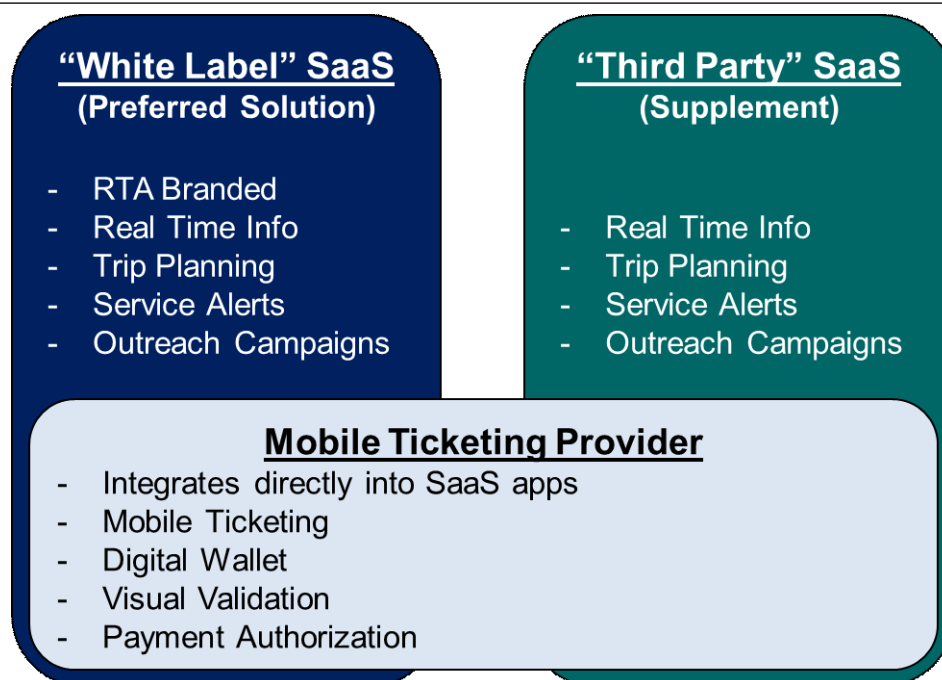 “White Label” SaaS
(Preferred Solution)
- RTA Branded
- Real Time Info
- Trip Planning
- Service Alerts
- Outreach Campaigns
“Third Party” SaaS
(Supplement)
- Real Time Info
- Trip Planning
- Service Alerts
- Outreach Campaigns
Mobile Ticketing Provider
- Integrates directly into SaaS apps
- Mobile Ticketing
- Digital Wallet
- Visual Validation
- Payment Authorization